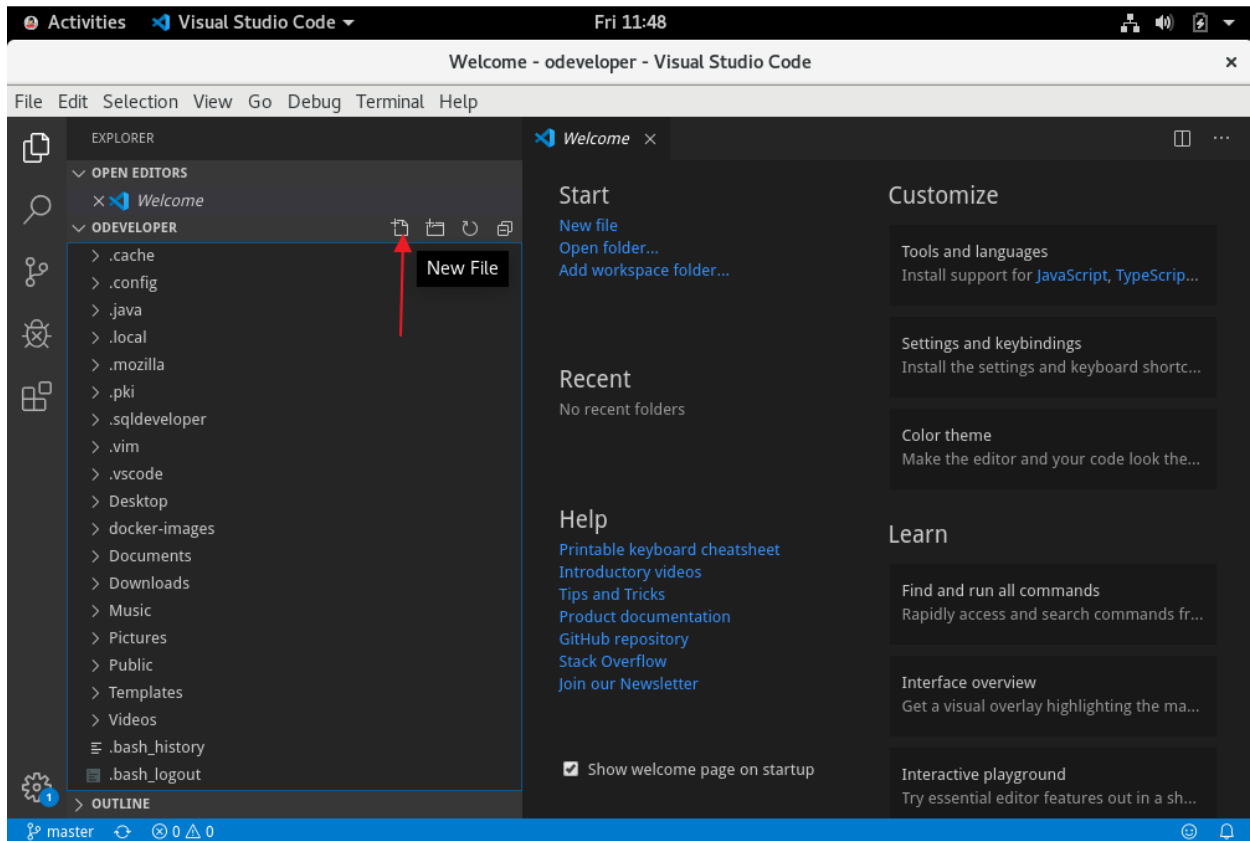 Activities Visual Studio Code Fri 11:48
Welcome - odeveloper - Visual Studio Code
File Edit Selection View Go Debug Terminal Help
EXPLORER
OPEN EDITORS
Welcome
ODEVELOPER
New File
.cache
.config
.java
.local
.mozilla
.pki
.sqldeveloper
.vim
.vscode
Desktop
docker-images
Documents
Downloads
Music
Pictures
Public
Templates
Videos
.bash_history
.bash_logout
OUTLINE
Welcome
Start
New file
Open folder...
Add workspace folder...
Recent
No recent folders
Help
Printable keyboard cheatsheet
Introductory videos
Tips and Tricks
Product documentation
GitHub repository
Stack Overflow
Join our Newsletter
Show welcome page on startup
Customize
Tools and languages
Install support for JavaScript, TypeScrip...
Settings and keybindings
Install the settings and keyboard shortc...
Color theme
Make the editor and your code look the...
Learn
Find and run all commands
Rapidly access and search commands fr...
Interface overview
Get a visual overlay highlighting the ma...
Interactive playground
Try essential editor features out in a sh...
1
master 0 0